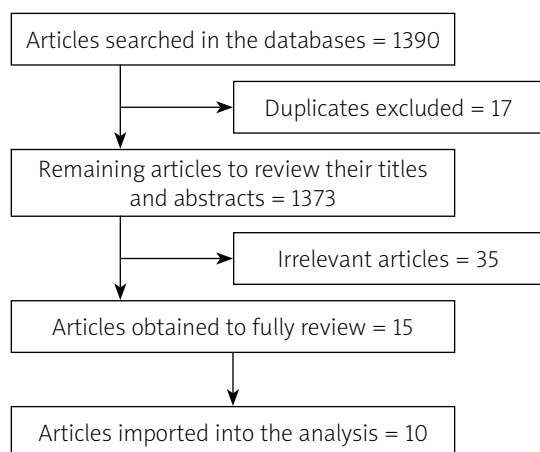 Articles searched in the databases = 1390
Duplicates excluded = 17
Remaining articles to review their titles
and abstracts = 1373
Irrelevant articles = 35
Articles obtained to fully review = 15
Articles imported into the analysis = 10